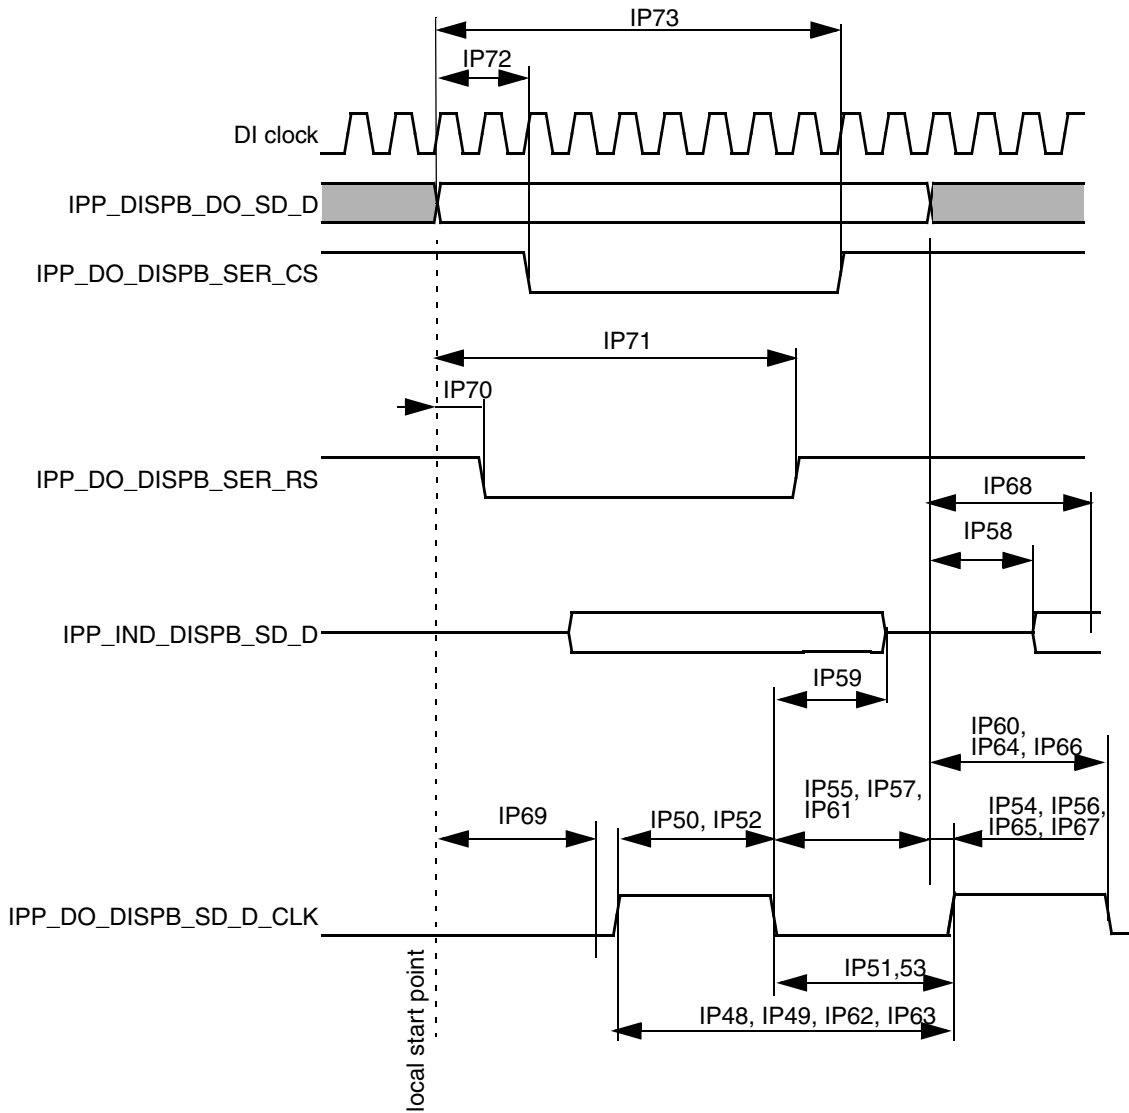 IP73
IP72
DI clock
IPP_DISPB_DO_SD_D
IPP_DO_DISPB_SER_CS
IP71
IP70
IPP_DO_DISPB_SER_RS
IP68
IP58
IPP_IND_DISPB_SD_D
IP59
IP60,
IP64, IP66
IP55, IP57,
IP61
IP54, IP56,
IP65, IP67
IP69
IP50, IP52
IPP_DO_DISPB_SD_D_CLK
IP51,53
IP48, IP49, IP62, IP63
local start point